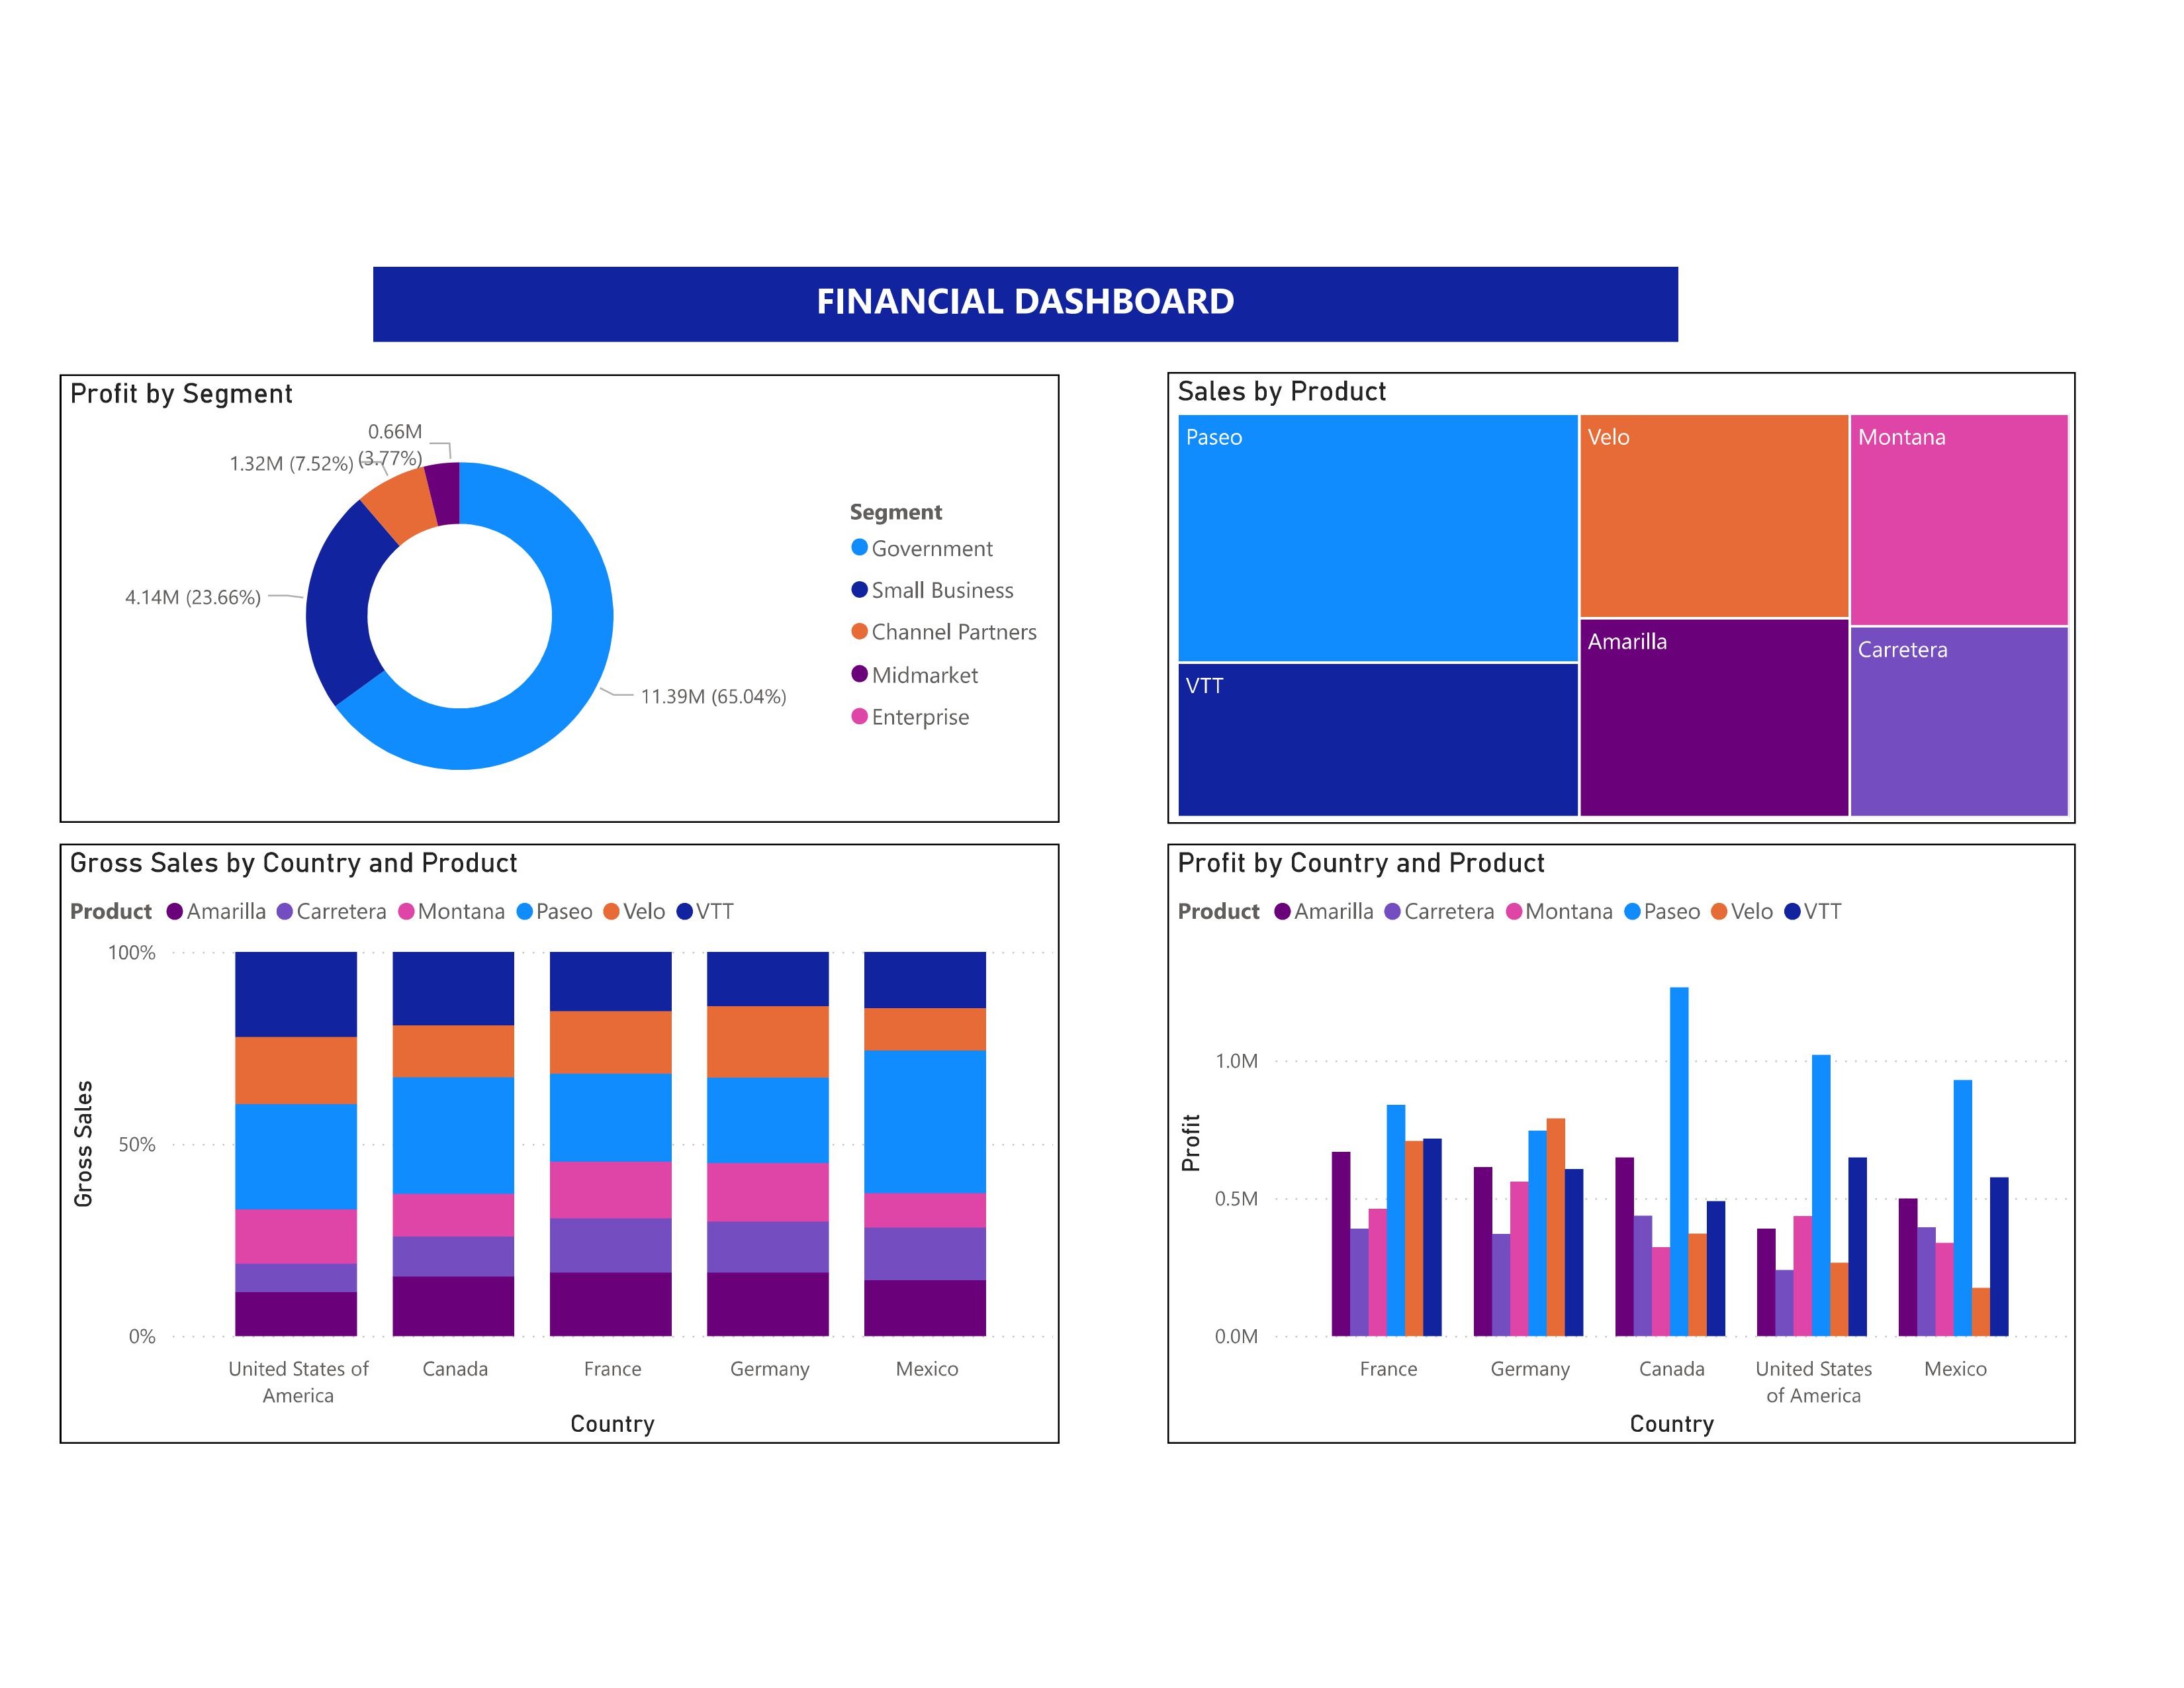 FINANCIAL DASHBOARD
Profit by Segment
0.66M
(3.77%)
1.32M (7.52%)
4.14M (23.66%)
11.39M (65.04%)
Segment
Government
Small Business
Channel Partners
Midmarket
Enterprise
Sales by Product
Paseo
Velo
Montana
Amarilla
Carretera
VTT
Gross Sales by Country and Product
Product Amarilla Carretera Montana Paseo Velo VTT
100%
50%
0%
Gross Sales
United States of
America
Canada
France
Germany
Mexico
Country
Profit by Country and Product
Product Amarilla Carretera Montana Paseo Velo VTT
1.0M
0.5M
0.0M
Profit
France
Germany
Canada
United States
of America
Mexico
Country